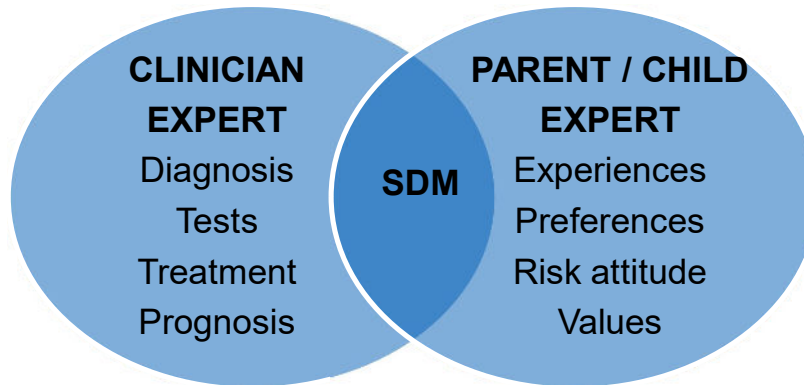 CLINICIAN
EXPERT
Diagnosis
Tests
Treatment
Prognosis
SDM
PARENT / CHILD
EXPERT
Experiences
Preferences
Risk attitude
Values